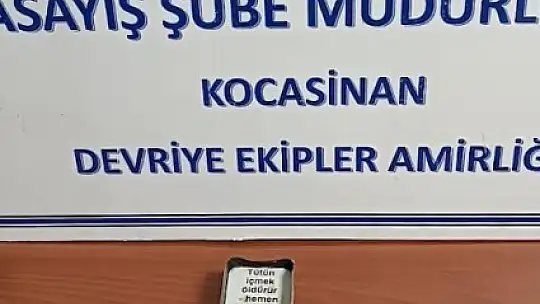 ASAYİŞ ŞUBE MÜDÜRL
KOCASİNAN
DEVRİYE EKİPLER AMİRLİĞ
Tütün
içmek
öldürür
- hemen